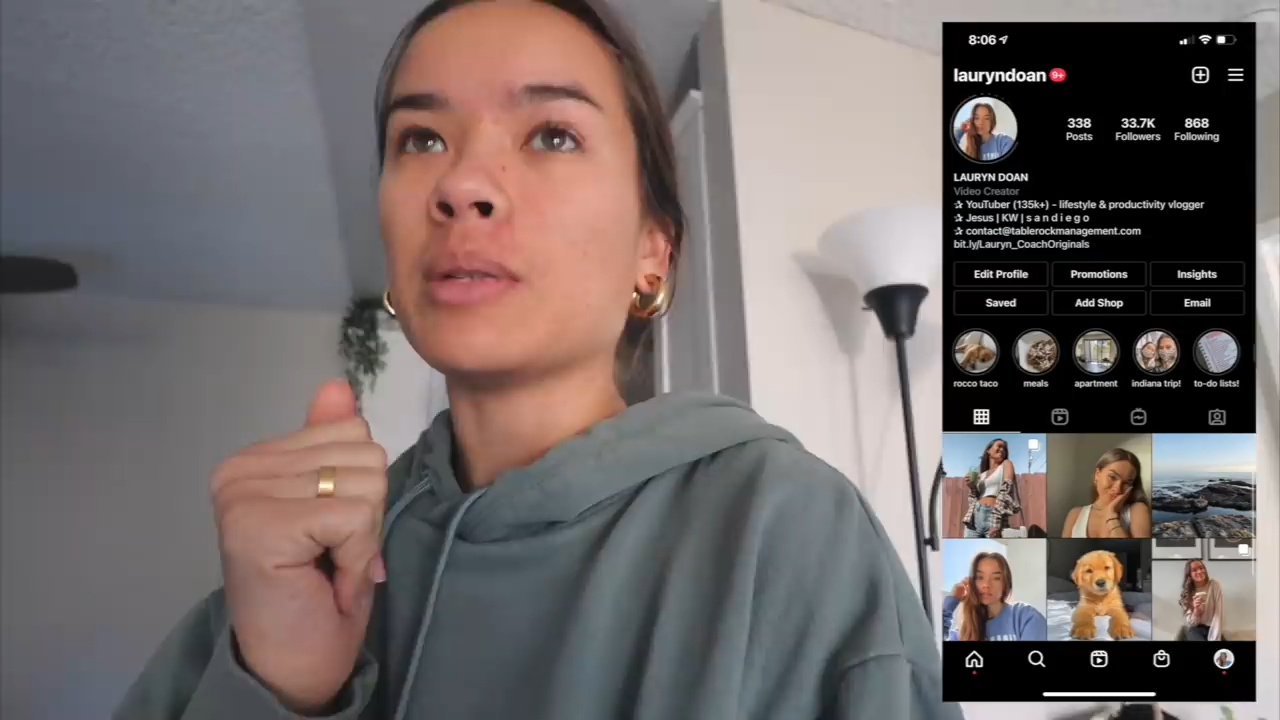 8:06
lauryndoan 9+
338 33.7K 868
Posts Followers Following
LAURYN DOAN
Video Creator
✰ YouTuber (135k+) - lifestyle & productivity vlogger
✰ Jesus | KW | s a n d i e g o
✰ contact@tablerockmanagement.com
bit.ly/Lauryn_CoachOriginals
Edit Profile Promotions Insights
Saved Add Shop Email
rocco taco meals apartment indiana trip! to-do lists!